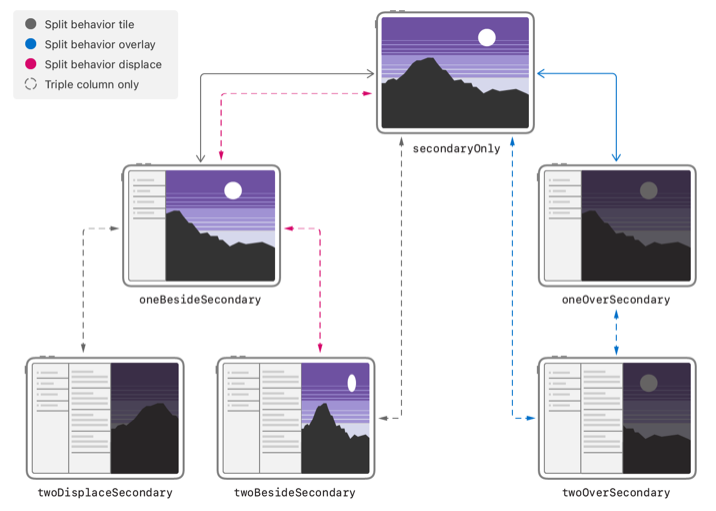 Split behavior tile
Split behavior overlay
Split behavior displace
Triple column only
secondaryOnly
oneBesideSecondary
oneOverSecondary
twoDisplaceSecondary
twoBesideSecondary
twoOverSecondary